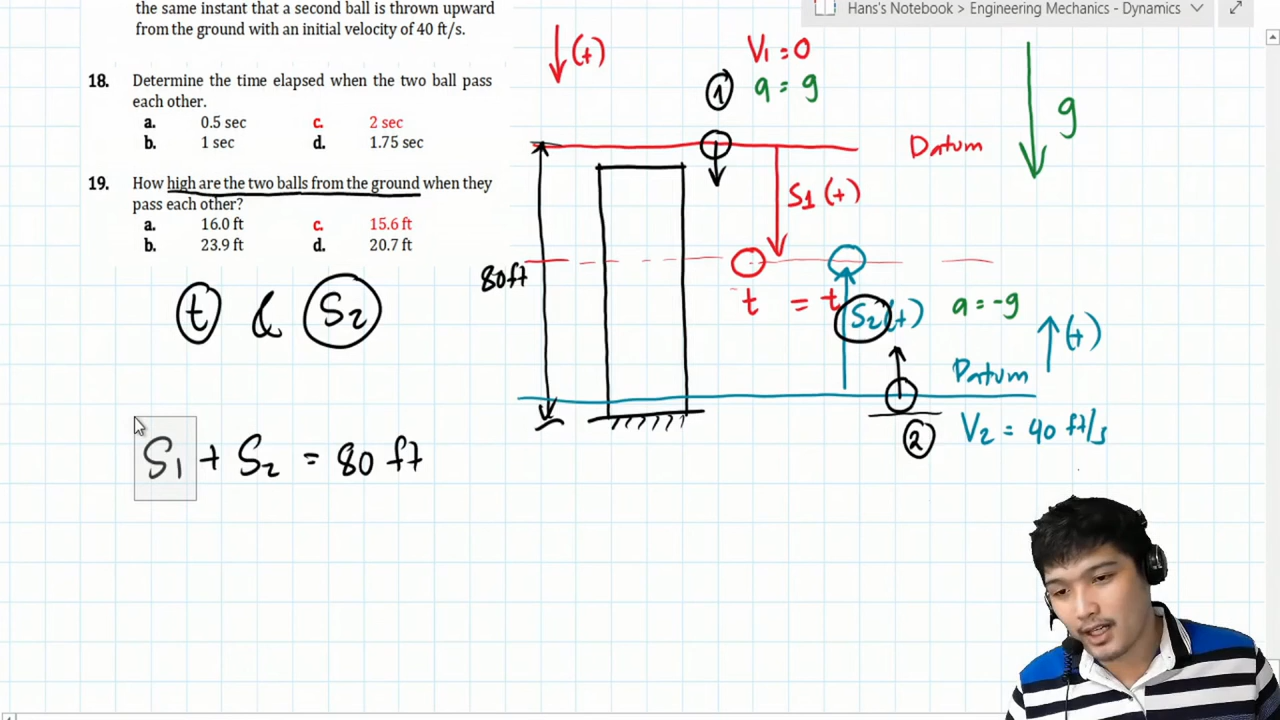 the same instant that a second ball is thrown upward
from the ground with an initial velocity of 40 ft/s.
18. Determine the time elapsed when the two ball pass
each other.
a. 0.5 sec c. 2 sec
b. 1 sec d. 1.75 sec
19. How high are the two balls from the ground when they
pass each other?
a. 16.0 ft c. 15.6 ft
b. 23.9 ft d. 20.7 ft
t & S2
S1 + S2 = 80 ft
Hans's Notebook > Engineering Mechanics - Dynamics
(+)
V1 = 0
1 a = g
g
Datum
S1 (+)
80ft
t = t
S2 (+) a = -g
(+)
Datum
2 V2 = 40 ft/s